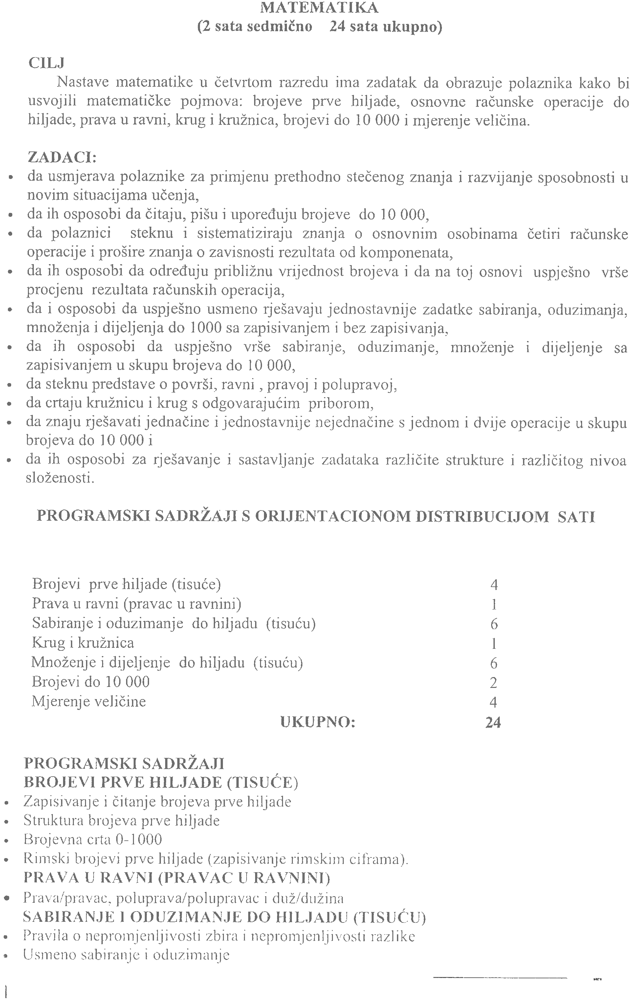 MATEMATIKA
(2 sata sedmično 24 sata ukupno)
CILJ
Nastave matematike u četvrtom razredu ima zadatak da obrazuje polaznika kako bi
usvojili matematičke pojmova: brojeve prve hiljade, osnovne računske operacije do
hiljade, prava u ravni, krug i kružnica, brojevi do 10 000 i mjerenje veličina.
ZADACI:
• da usmjerava polaznike za primjenu prethodno stečenog znanja i razvijanje sposobnosti u
novim situacijama učenja,
• da ih osposobi da čitaju, pišu i upoređuju brojeve do 10 000,
• da polaznici steknu i sistematiziraju znanja o osnovnim osobinama četiri računske
operacije i prošire znanja o zavisnosti rezultata od komponenata,
• da ih osposobi da određuju približnu vrijednost brojeva i da na toj osnovi uspješno vrše
procjenu rezultata računskih operacija,
• da i osposobi da uspješno usmeno rješavaju jednostavnije zadatke sabiranja, oduzimanja,
množenja i dijeljenja do 1000 sa zapisivanjem i bez zapisivanja,
• da ih osposobi da uspješno vrše sabiranje, oduzimanje, množenje i dijeljenje sa
zapisivanjem u skupu brojeva do 10 000,
• da steknu predstave o površi, ravni , pravoj i polupravoj,
• da crtaju kružnicu i krug s odgovarajućim priborom,
• da znaju rješavati jednačine i jednostavnije nejednačine s jednom i dvije operacije u skupu
brojeva do 10 000 i
• da ih osposobi za rješavanje i sastavljanje zadataka različite strukture i različitog nivoa
složenosti.
PROGRAMSKI SADRŽAJI S ORIJENTACIONOM DISTRIBUCIJOM SATI
Brojevi prve hiljade (tisuće) 4
Prava u ravni (pravac u ravnini) 1
Sabiranje i oduzimanje do hiljadu (tisuću) 6
Krug i kružnica 1
Množenje i dijeljenje do hiljadu (tisuću) 6
Brojevi do 10 000 2
Mjerenje veličine 4
UKUPNO: 24
PROGRAMSKI SADRŽAJI
BROJEVI PRVE HILJADE (TISUĆE)
• Zapisivanje i čitanje brojeva prve hiljade
• Struktura brojeva prve hiljade
• Brojevna crta 0-1000
• Rimski brojevi prve hiljade (zapisivanje rimskim ciframa).
PRAVA U RAVNI (PRAVAC U RAVNINI)
• Prava/pravac, poluprava/polupravac i duž/dužina
SABIRANJE I ODUZIMANJE DO HILJADU (TISUĆU)
• Pravila o nepromjenljivosti zbira i nepromjenljivosti razlike
• Usmeno sabiranje i oduzimanje